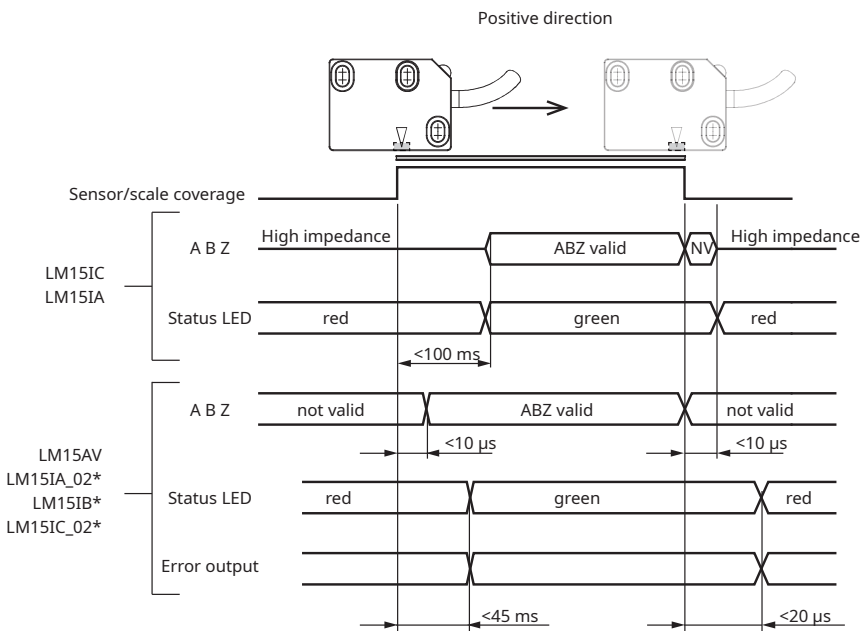 Positive direction
Sensor/scale coverage
A B Z
High impedance
ABZ valid
NV
High impedance
LM15IC
LM15IA
Status LED
red
green
red
<100 ms
A B Z
not valid
ABZ valid
not valid
<10 µs
<10 µs
LM15AV
LM15IA_02*
LM15IB*
LM15IC_02*
Status LED
red
green
red
Error output
<45 ms
<20 µs